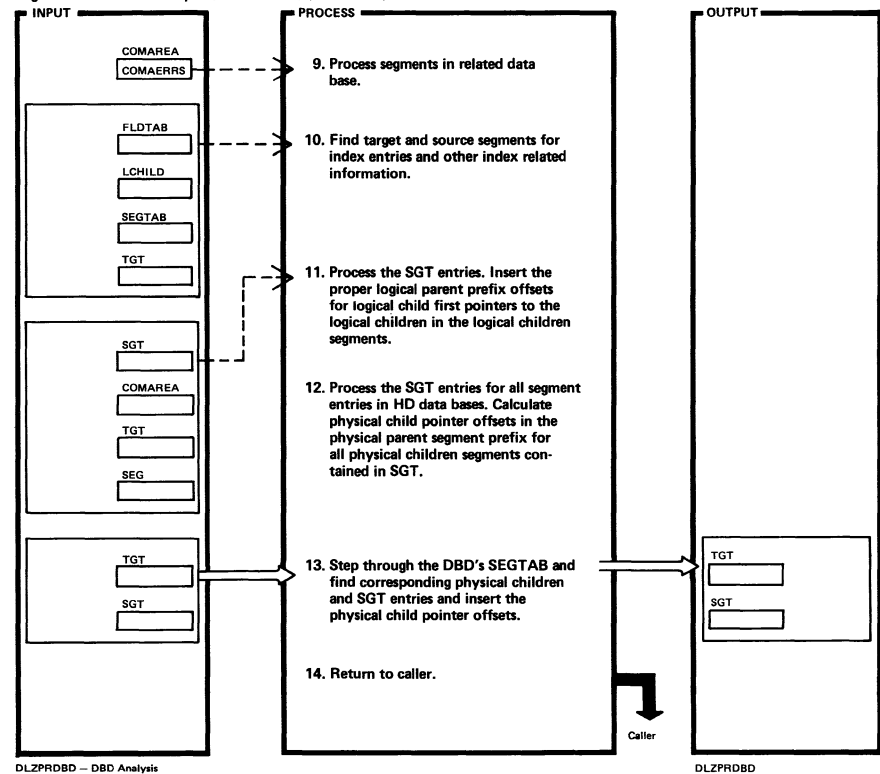 INPUT
PROCESS
OUTPUT
COMAREA
COMAERRS
9. Process segments in related data
base.
FLDTAB
10. Find target and source segments for
index entries and other index related
information.
LCHILD
SEGTAB
TGT
11. Process the SGT entries. Insert the
proper logical parent prefix offsets
for logical child first pointers to the
logical children in the logical children
segments.
SGT
COMAREA
12. Process the SGT entries for all segment
entries in HD data bases. Calculate
physical child pointer offsets in the
physical parent segment prefix for
all physical children segments con-
tained in SGT.
TGT
SEG
TGT
SGT
13. Step through the DBD's SEGTAB and
find corresponding physical children
and SGT entries and insert the
physical child pointer offsets.
TGT
SGT
14. Return to caller.
Caller
DLZPRDBD — DBD Analysis
DLZPRDBD